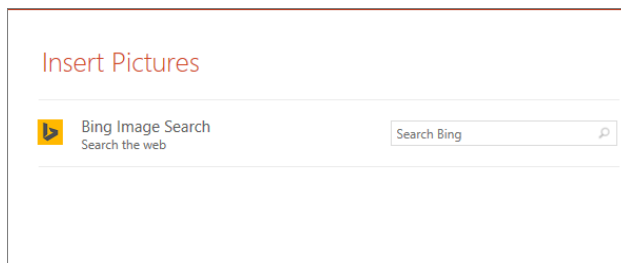 Insert Pictures
Bing Image Search
Search the web
Search Bing